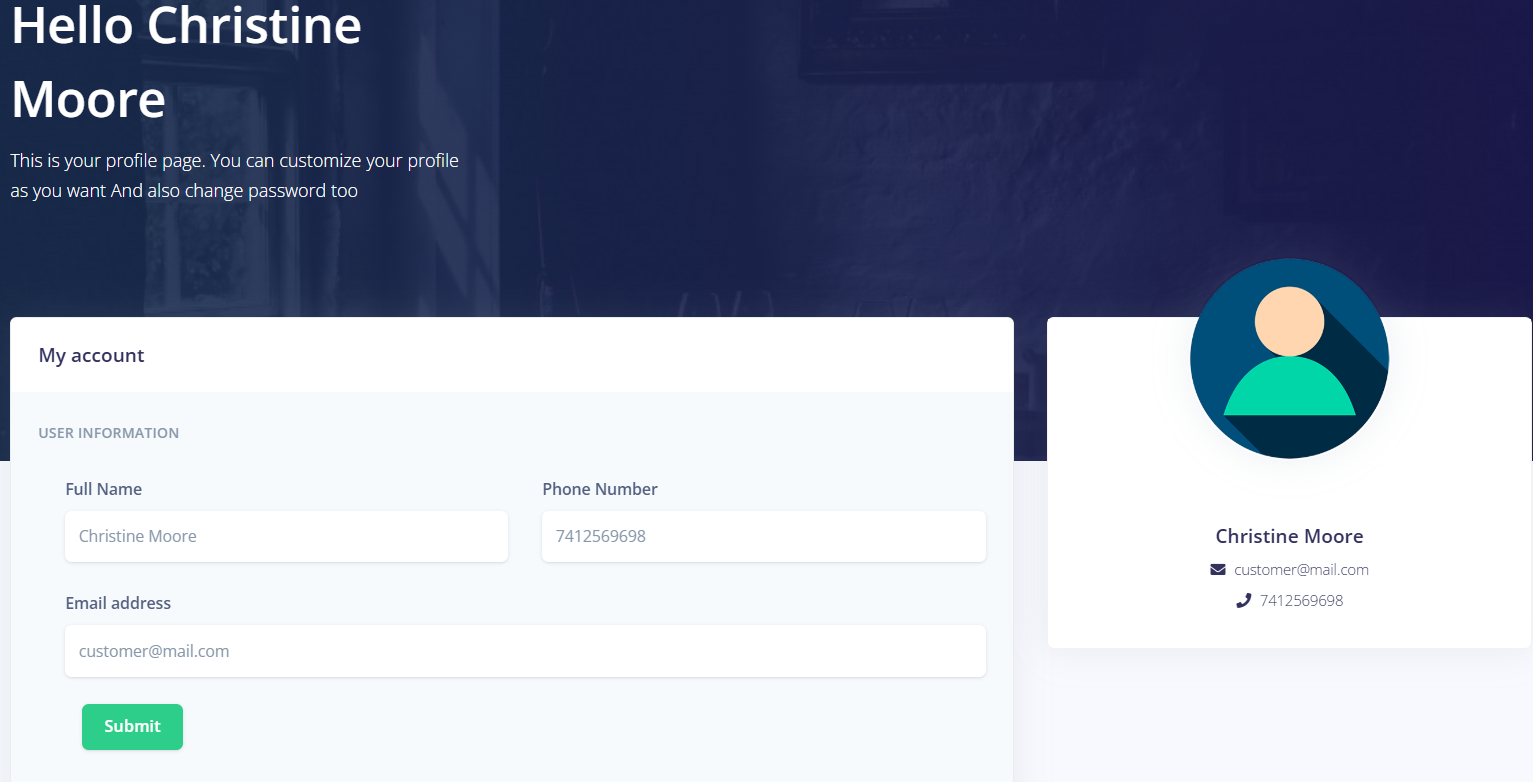 Hello Christine
Moore
This is your profile page. You can customize your profile
as you want And also change password too
My account
USER INFORMATION
Full Name
Phone Number
Christine Moore
7412569698
Email address
customer@mail.com
Submit
Christine Moore
customer@mail.com
7412569698